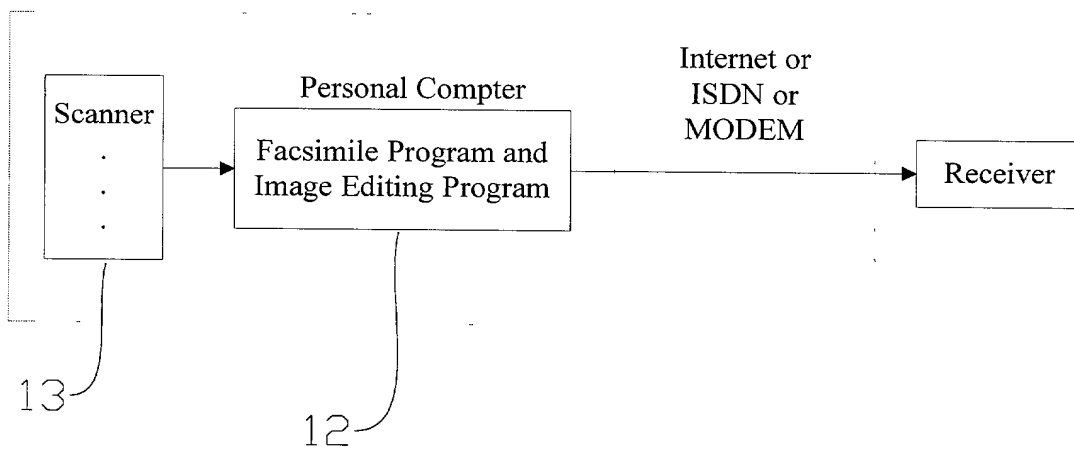 Scanner
.
.
.
Personal Compter
Facsimile Program and
Image Editing Program
Internet or
ISDN or
MODEM
Receiver
13
12